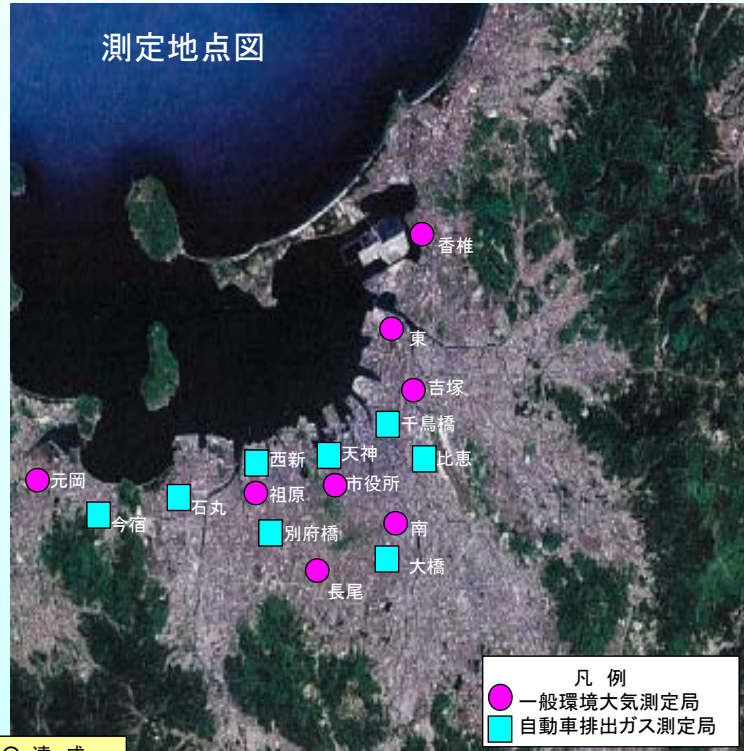 測定地点図
香椎
東
吉塚
千鳥橋
西新
天神
比恵
元岡
祖原
市役所
石丸
今宿
別府橋
南
大橋
長尾
凡 例
一般環境大気測定局
自動車排出ガス測定局
○ 達 成